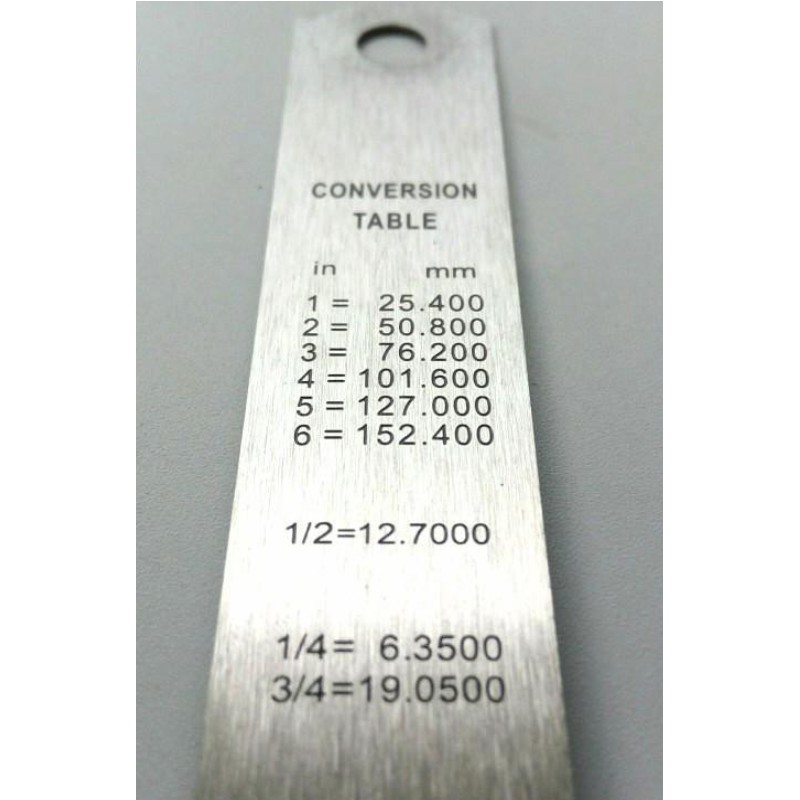 CONVERSION
TABLE
in mm
1 = 25.400
2 = 50.800
3 = 76.200
4 = 101.600
5 = 127.000
6 = 152.400
1/2=12.7000
1/4= 6.3500
3/4=19.0500